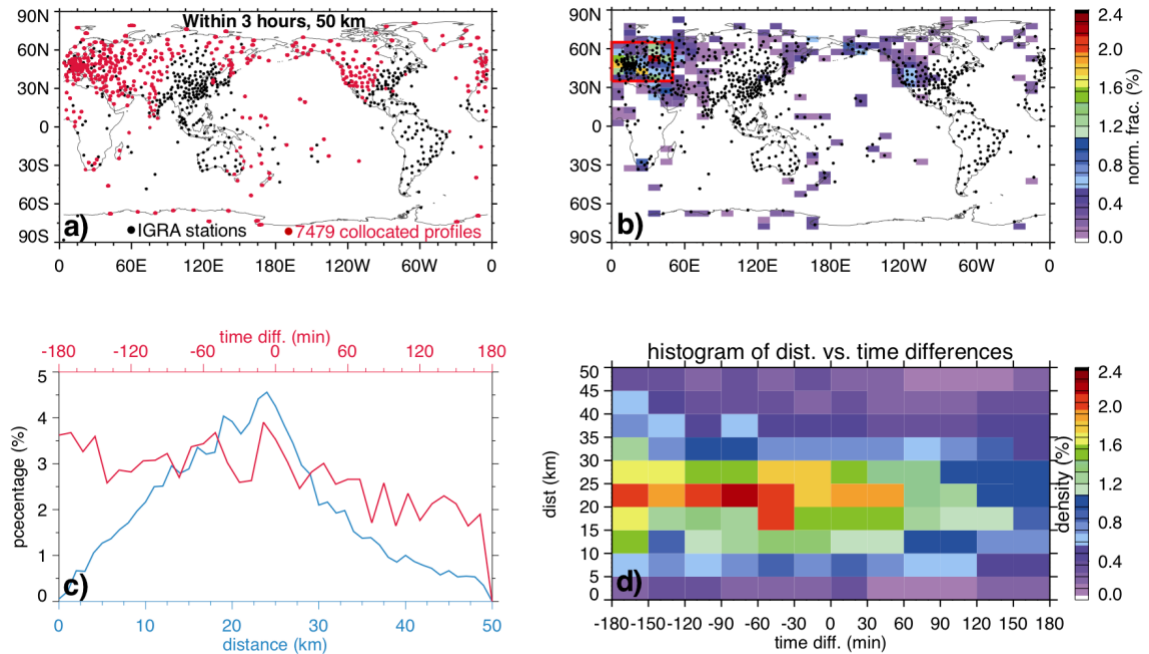 Within 3 hours, 50 km
90N
60N
30N
0
30S
60S
90S
a)
IGRA stations
7479 collocated profiles
0 60E 120E 180E 120W 60W 0
90N
60N
30N
0
30S
60S
90S
b)
0 60E 120E 180E 120W 60W 0
2.4
2.0
1.6
1.2
0.8
0.4
0.0
norm. frac. (%)
time diff. (min)
-180 -120 -60 0 60 120 180
5
4
3
2
1
0
pcecentage (%)
c)
0 10 20 30 40 50
distance (km)
histogram of dist. vs. time differences
50
45
40
35
30
25
20
15
10
5
0
dist (km)
d)
-180 -150 -120 -90 -60 -30 0 30 60 90 120 150 180
time diff. (min)
2.4
2.0
1.6
1.2
0.8
0.4
0.0
density (%)